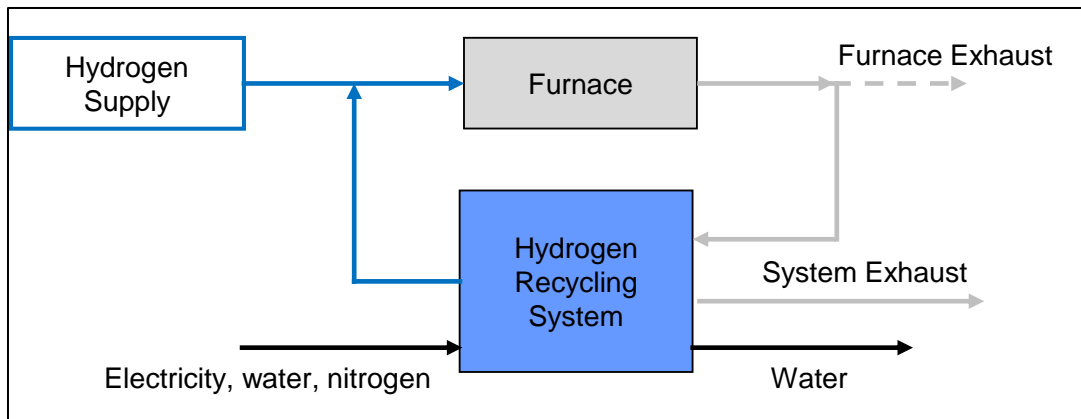 Hydrogen
Supply
Furnace
Furnace Exhaust
Hydrogen
Recycling
System
System Exhaust
Electricity, water, nitrogen
Water